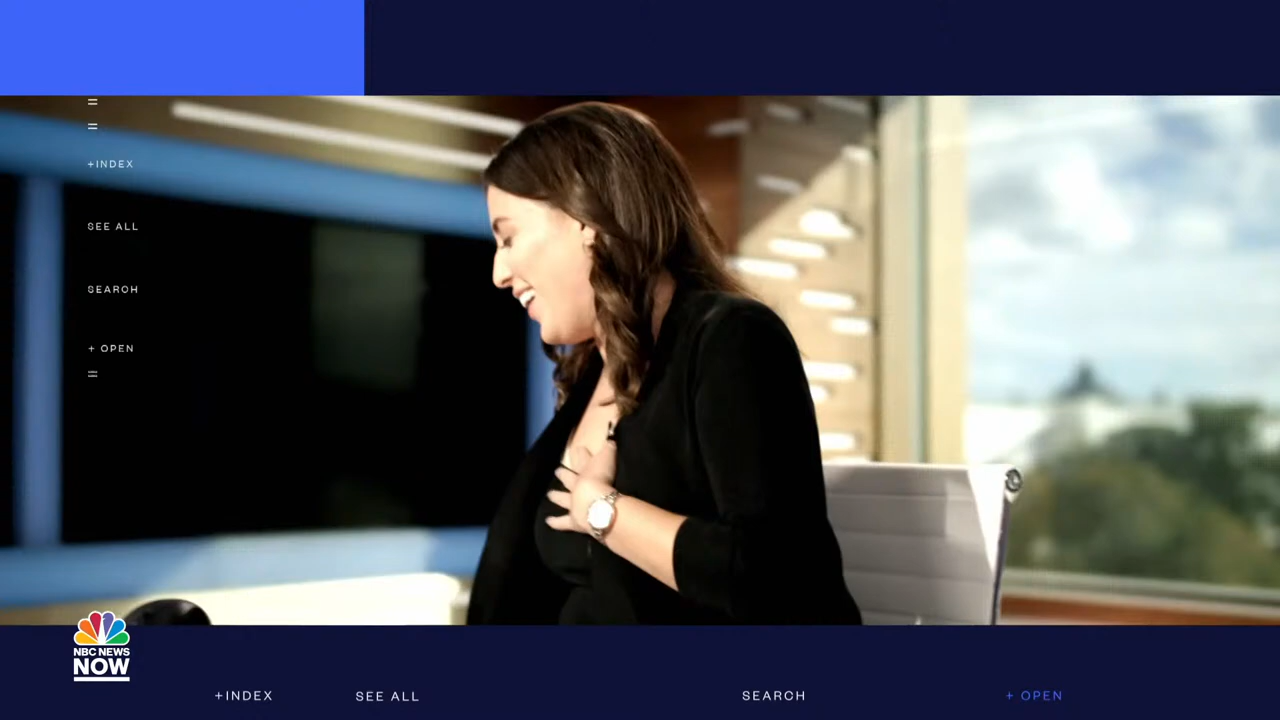 +INDEX
SEE ALL
SEARCH
+ OPEN
NBC NEWS
NOW
+INDEX
SEE ALL
SEARCH
+ OPEN